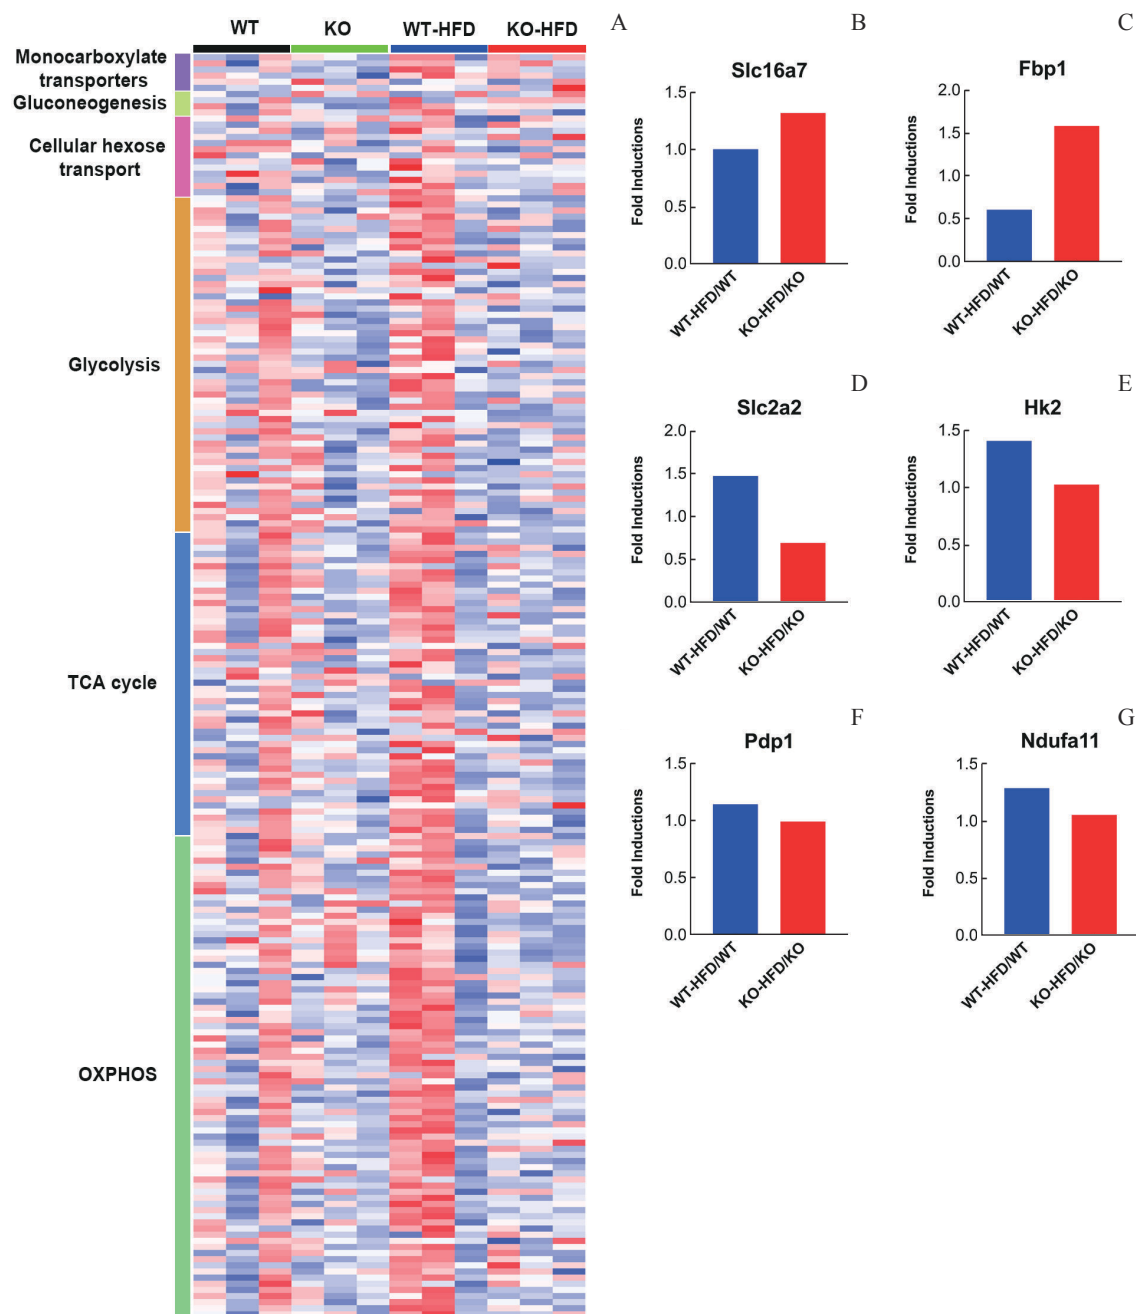 A
WT
KO
WT-HFD
KO-HFD
Monocarboxylate
transporters
Gluconeogenesis
Cellular hexose
transport
Glycolysis
TCA cycle
OXPHOS
B
Slc16a7
Fold Inductions
1.5
1.0
0.5
0.0
WT-HFD/WT
KO-HFD/KO
C
Fbp1
Fold Inductions
2.0
1.5
1.0
0.5
0.0
WT-HFD/WT
KO-HFD/KO
D
Slc2a2
Fold Inductions
2.0
1.5
1.0
0.5
0.0
WT-HFD/WT
KO-HFD/KO
E
Hk2
Fold Inductions
1.5
1.0
0.5
0.0
WT-HFD/WT
KO-HFD/KO
F
Pdp1
Fold Inductions
1.5
1.0
0.5
0.0
WT-HFD/WT
KO-HFD/KO
G
Ndufa11
Fold Inductions
1.5
1.0
0.5
0.0
WT-HFD/WT
KO-HFD/KO